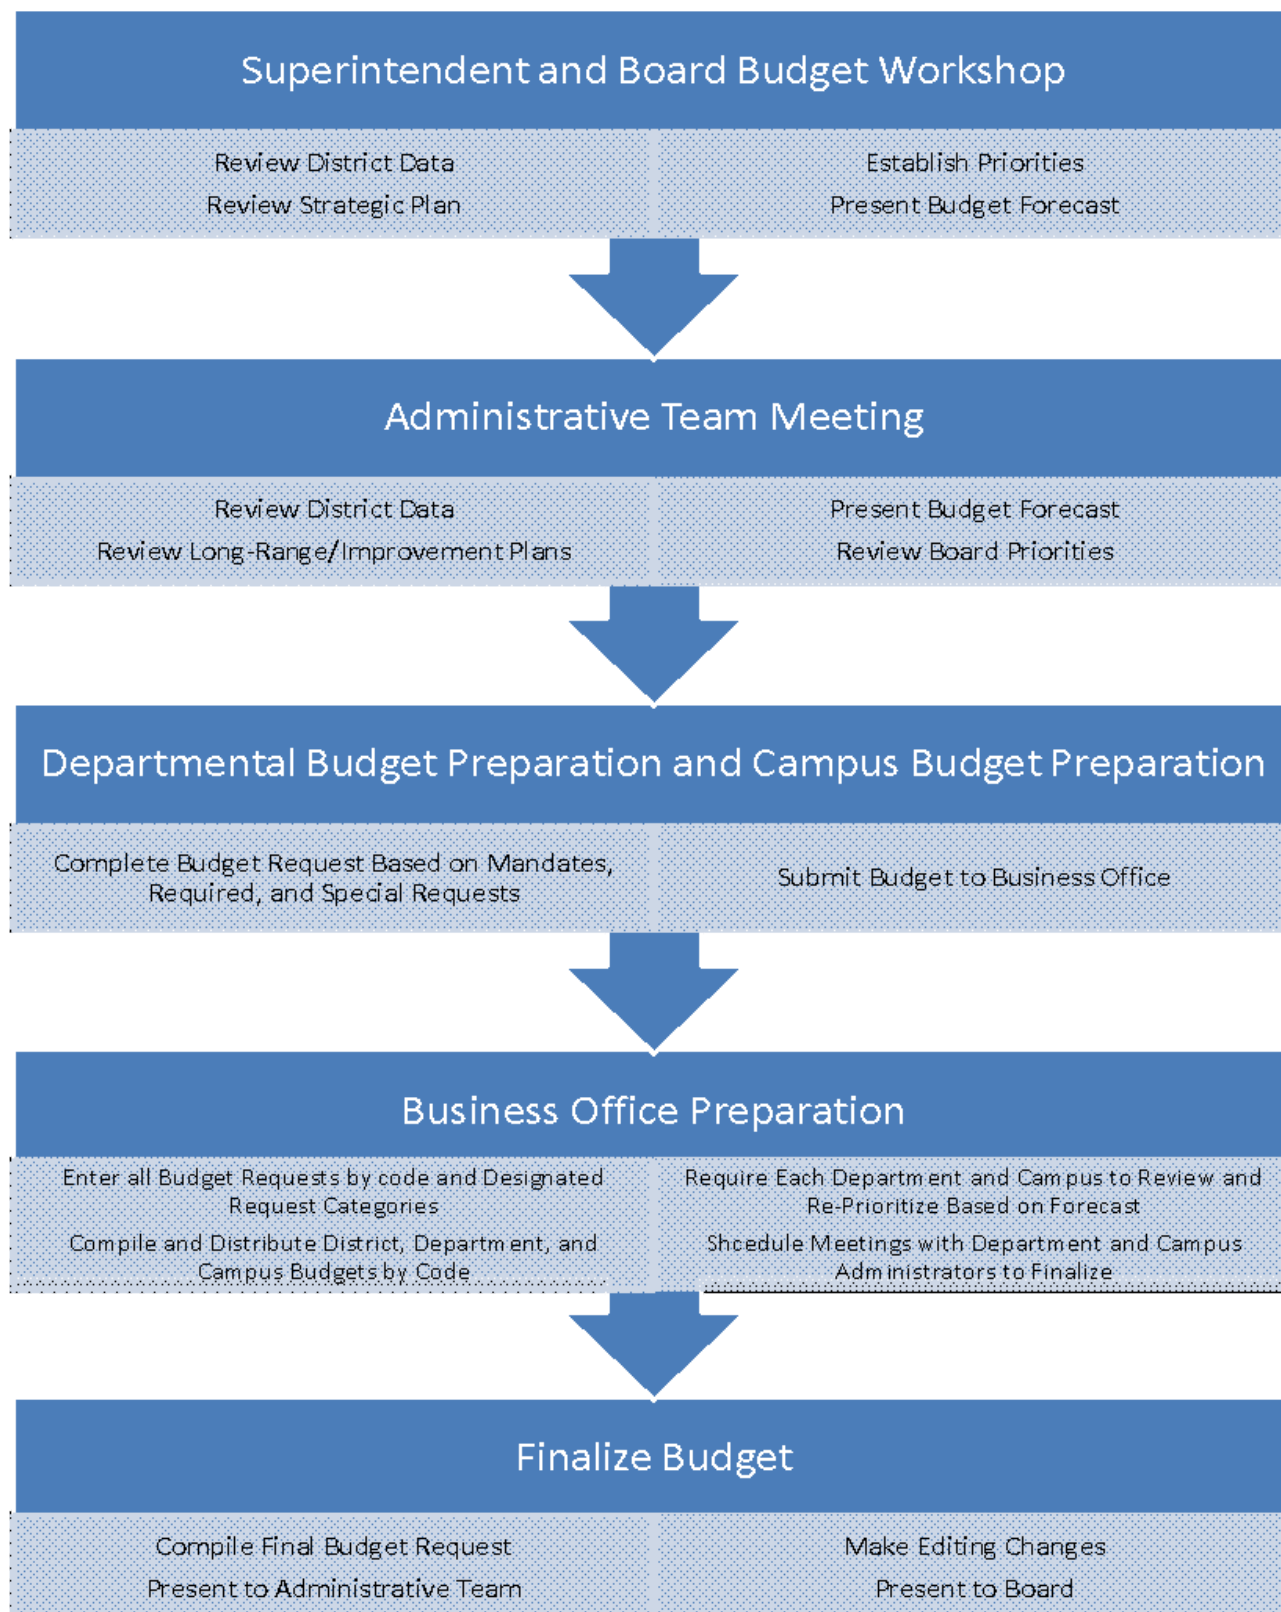 Superintendent and Board Budget Workshop
Review District Data
Review Strategic Plan
Establish Priorities
Present Budget Forecast
Administrative Team Meeting
Review District Data
Review Long-Range/Improvement Plans
Present Budget Forecast
Review Board Priorities
Departmental Budget Preparation and Campus Budget Preparation
Complete Budget Request Based on Mandates,
Required, and Special Requests
Submit Budget to Business Office
Business Office Preparation
Enter all Budget Requests by code and Designated
Request Categories
Compile and Distribute District, Department, and
Campus Budgets by Code
Require Each Department and Campus to Review and
Re-Prioritize Based on Forecast
Shcedule Meetings with Department and Campus
Administrators to Finalize
Finalize Budget
Compile Final Budget Request
Present to Administrative Team
Make Editing Changes
Present to Board